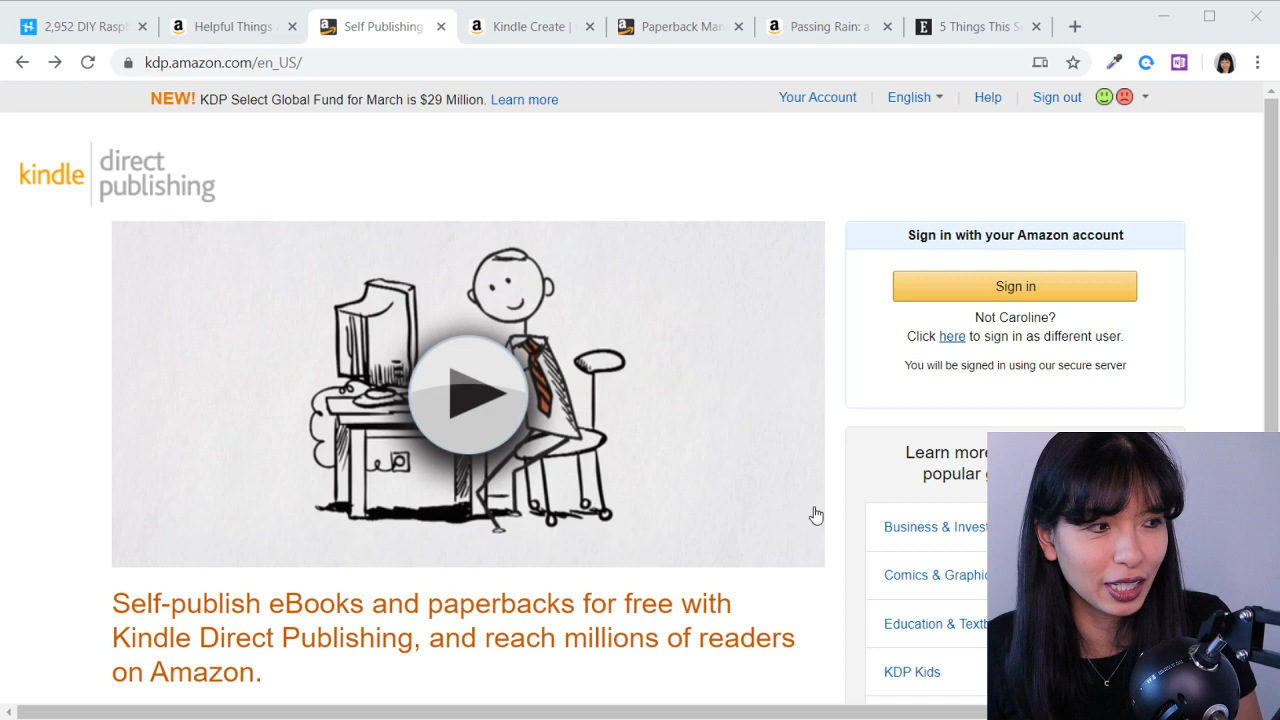 2,952 DIY Raspb
Helpful Things
Self Publishing
Kindle Create |
Paperback Man
Passing Rain: a
5 Things This S
kdp.amazon.com/en_US/
NEW! KDP Select Global Fund for March is $29 Million. Learn more
Your Account
English
Help
Sign out
kindle
direct
publishing
Sign in with your Amazon account
Sign in
Not Caroline?
Click here to sign in as different user.
You will be signed in using our secure server
Learn more
popular
Business & Invest
Comics & Graphic
Education & Textb
KDP Kids
Self-publish eBooks and paperbacks for free with
Kindle Direct Publishing, and reach millions of readers
on Amazon.